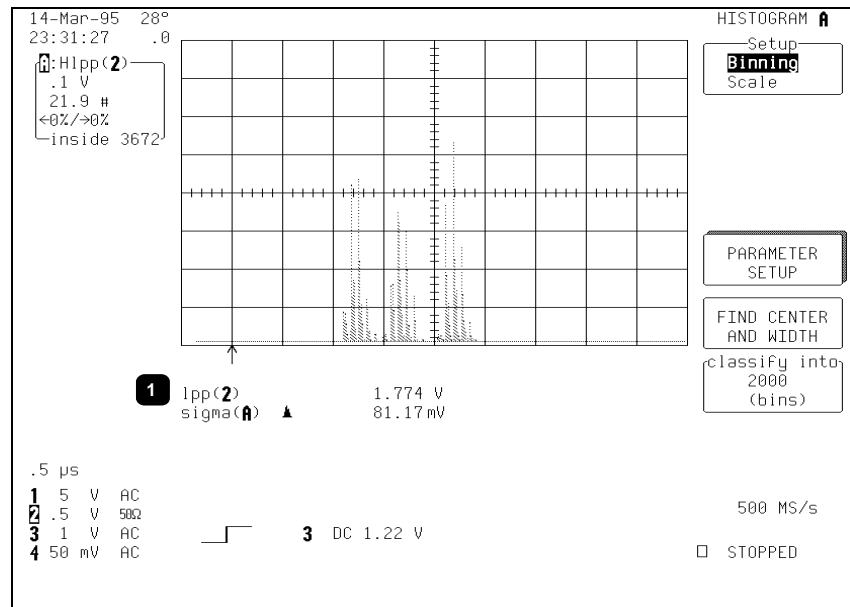 14-Mar-95 28°
23:31:27 .0
A:Hlpp(2)
.1 V
21.9 #
←0%/→0%
inside 3672
HISTOGRAM A
Setup
Binning
Scale
PARAMETER
SETUP
FIND CENTER
AND WIDTH
classify into
2000
(bins)
1
lpp(2) 1.774 V
sigma(A) 81.17 mV
.5 µs
1 5 V AC
2 .5 V 50Ω
3 1 V AC
4 50 mV AC
3 DC 1.22 V
500 MS/s
STOPPED